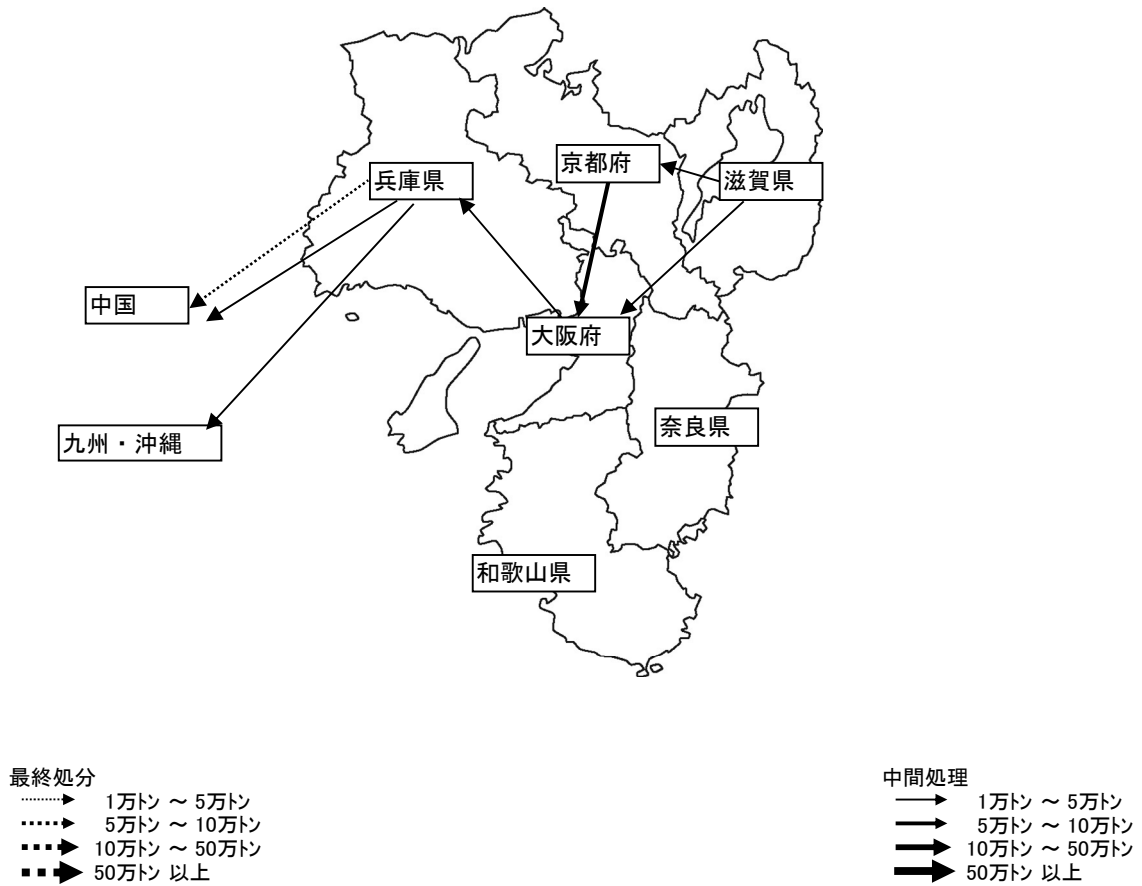 京都府
兵庫県
滋賀県
中国
大阪府
奈良県
九州・沖縄
和歌山県
最終処分
1万ﾄﾝ ～ 5万ﾄﾝ
5万ﾄﾝ ～ 10万ﾄﾝ
10万ﾄﾝ ～ 50万ﾄﾝ
50万ﾄﾝ 以上
中間処理
1万ﾄﾝ ～ 5万ﾄﾝ
5万ﾄﾝ ～ 10万ﾄﾝ
10万ﾄﾝ ～ 50万ﾄﾝ
50万ﾄﾝ 以上